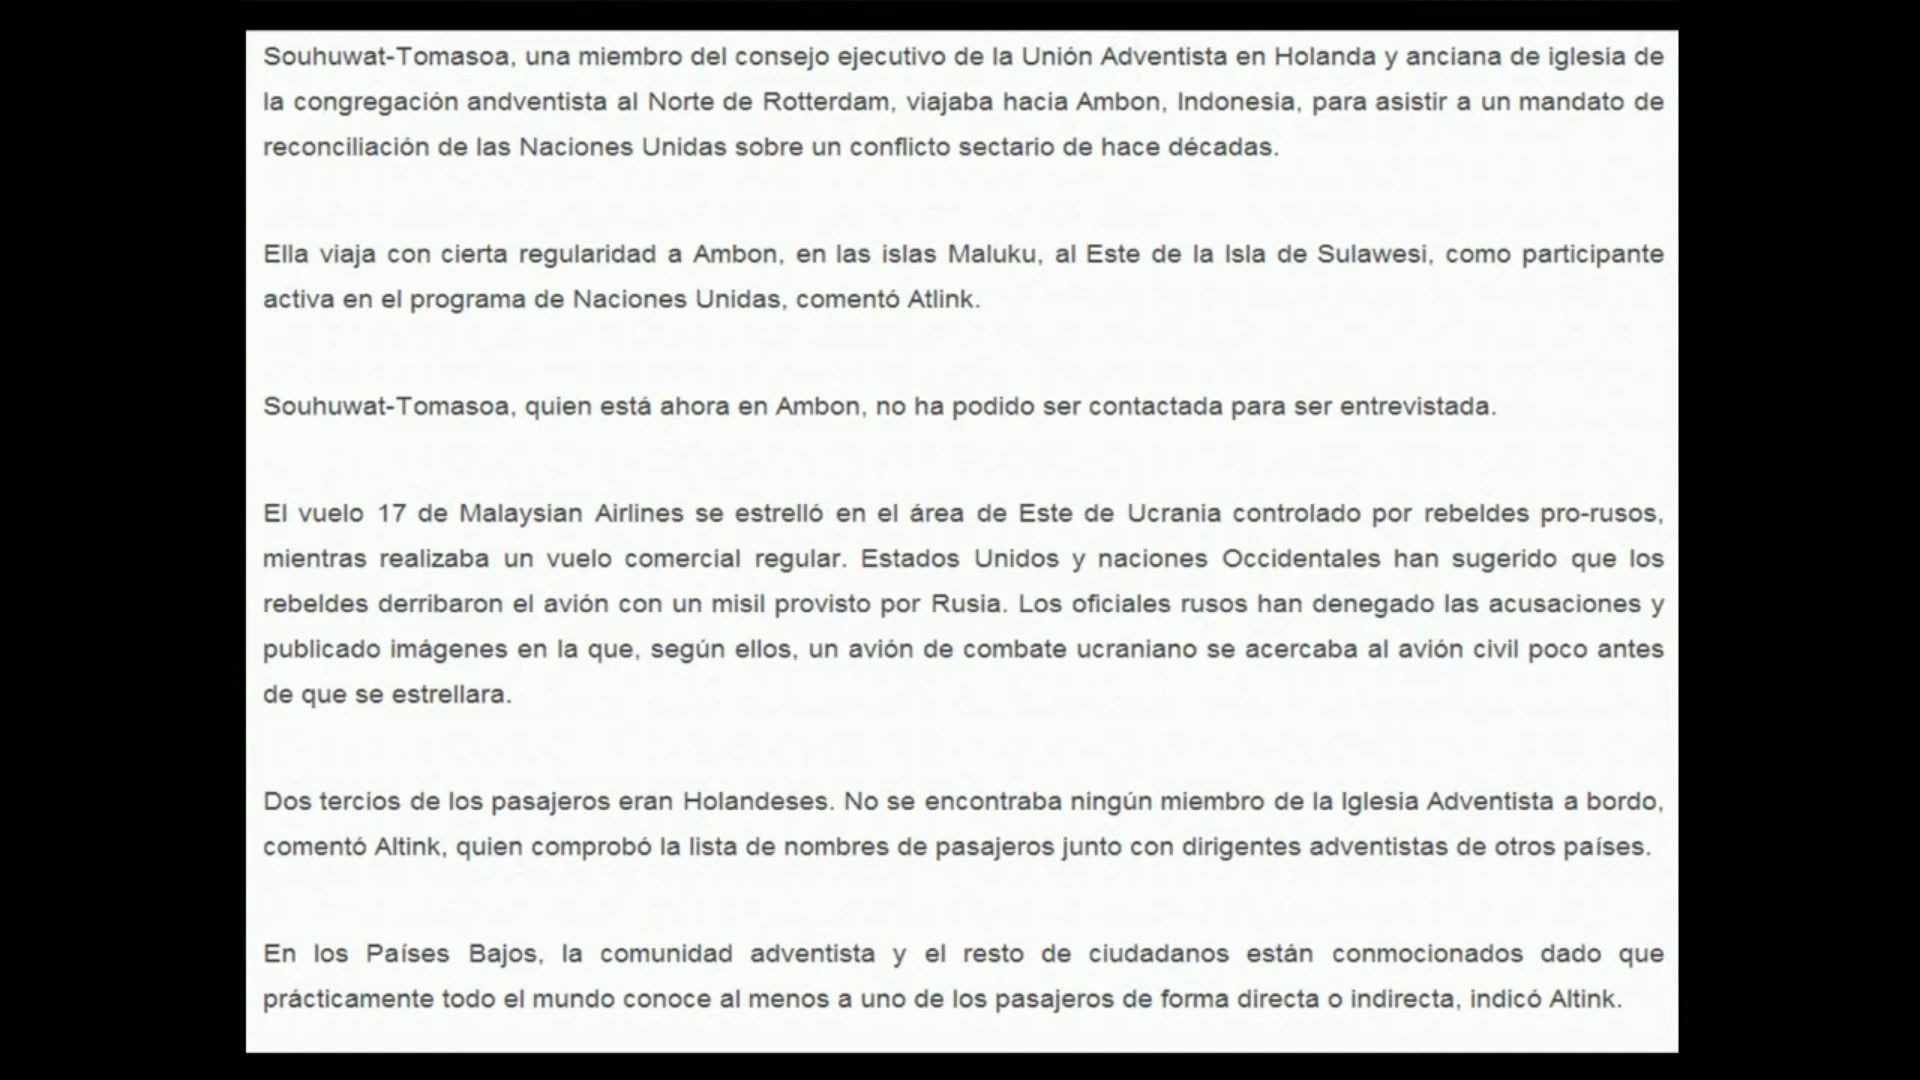 Souhuwat-Tomasoa, una miembro del consejo ejecutivo de la Unión Adventista en Holanda y anciana de iglesia de
la congregación andventista al Norte de Rotterdam, viajaba hacia Ambon, Indonesia, para asistir a un mandato de
reconciliación de las Naciones Unidas sobre un conflicto sectario de hace décadas.
Ella viaja con cierta regularidad a Ambon, en las islas Maluku, al Este de la Isla de Sulawesi, como participante
activa en el programa de Naciones Unidas, comentó Atlink.
Souhuwat-Tomasoa, quien está ahora en Ambon, no ha podido ser contactada para ser entrevistada.
El vuelo 17 de Malaysian Airlines se estrelló en el área de Este de Ucrania controlado por rebeldes pro-rusos,
mientras realizaba un vuelo comercial regular. Estados Unidos y naciones Occidentales han sugerido que los
rebeldes derribaron el avión con un misil provisto por Rusia. Los oficiales rusos han denegado las acusaciones y
publicado imágenes en la que, según ellos, un avión de combate ucraniano se acercaba al avión civil poco antes
de que se estrellara.
Dos tercios de los pasajeros eran Holandeses. No se encontraba ningún miembro de la Iglesia Adventista a bordo,
comentó Altink, quien comprobó la lista de nombres de pasajeros junto con dirigentes adventistas de otros países.
En los Países Bajos, la comunidad adventista y el resto de ciudadanos están conmocionados dado que
prácticamente todo el mundo conoce al menos a uno de los pasajeros de forma directa o indirecta, indicó Altink.